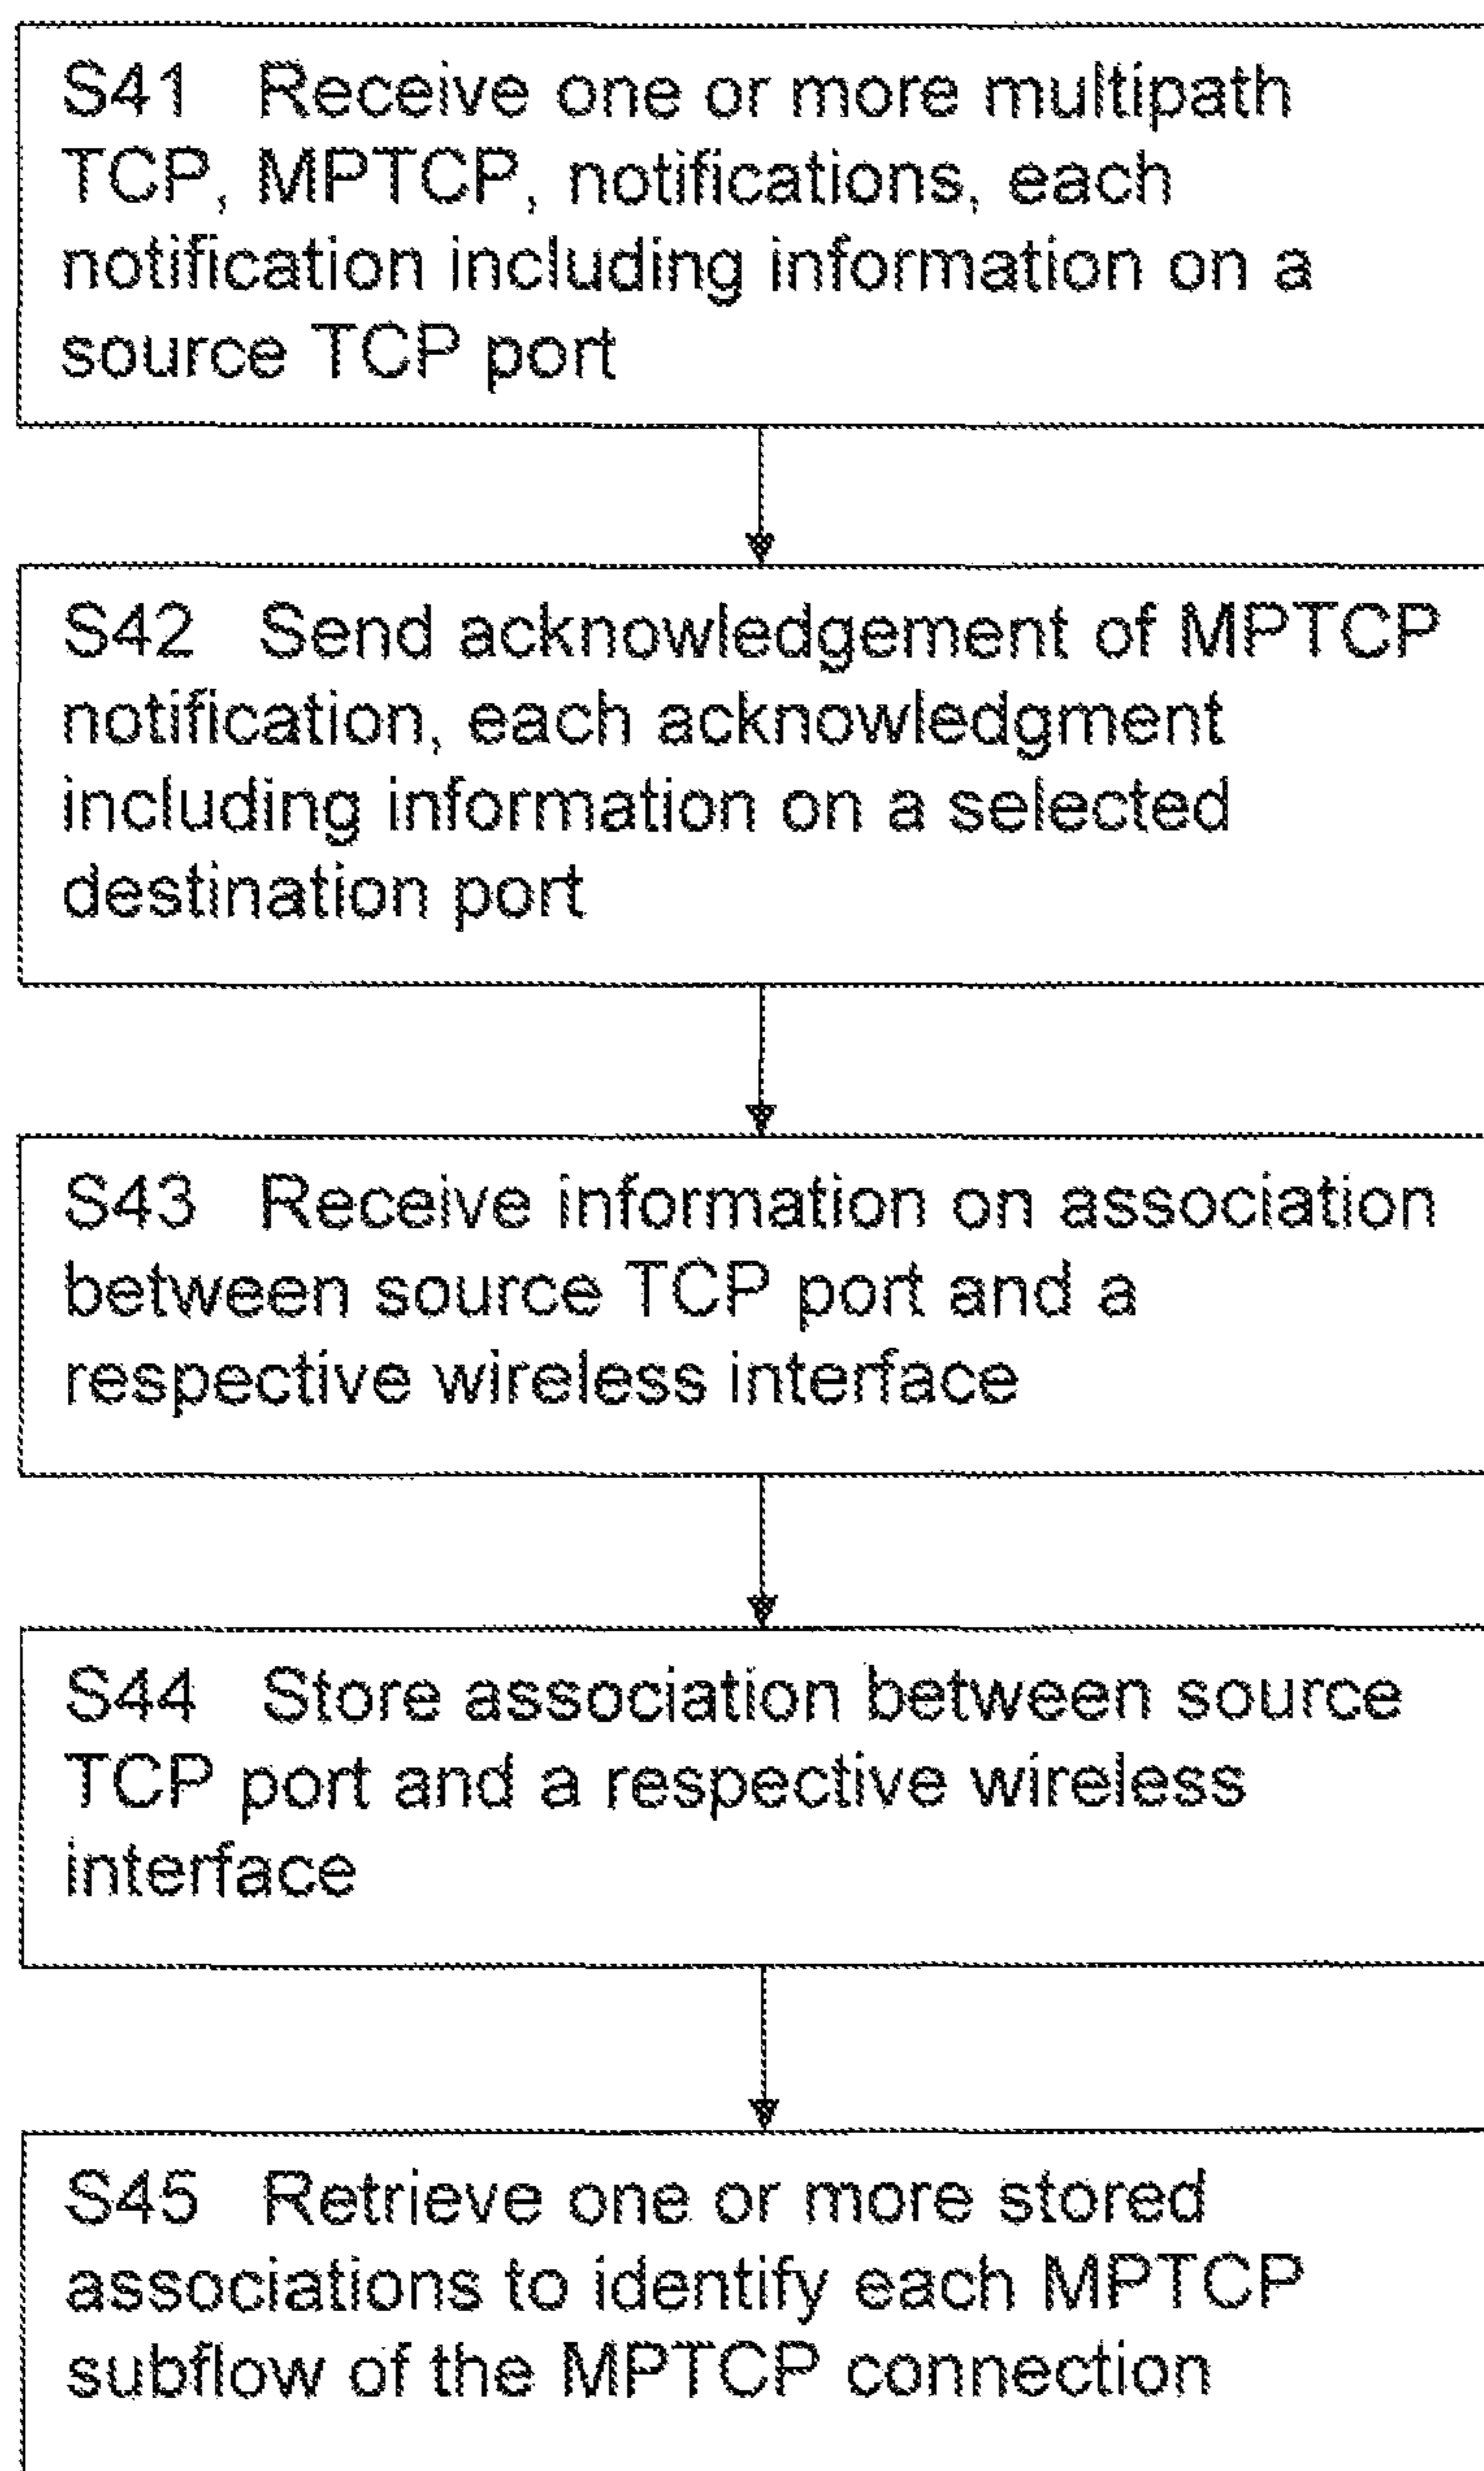 S41 Receive one or more multipath
TCP, MPTCP, notifications, each
notification including information on a
source TCP port
S42 Send acknowledgement of MPTCP
notification, each acknowledgment
including information on a selected
destination port
S43 Receive information on association
between source TCP port and a
respective wireless interface
S44 Store association between source
TCP port and a respective wireless
interface
S45 Retrieve one or more stored
associations to identify each MPTCP
subflow of the MPTCP connection